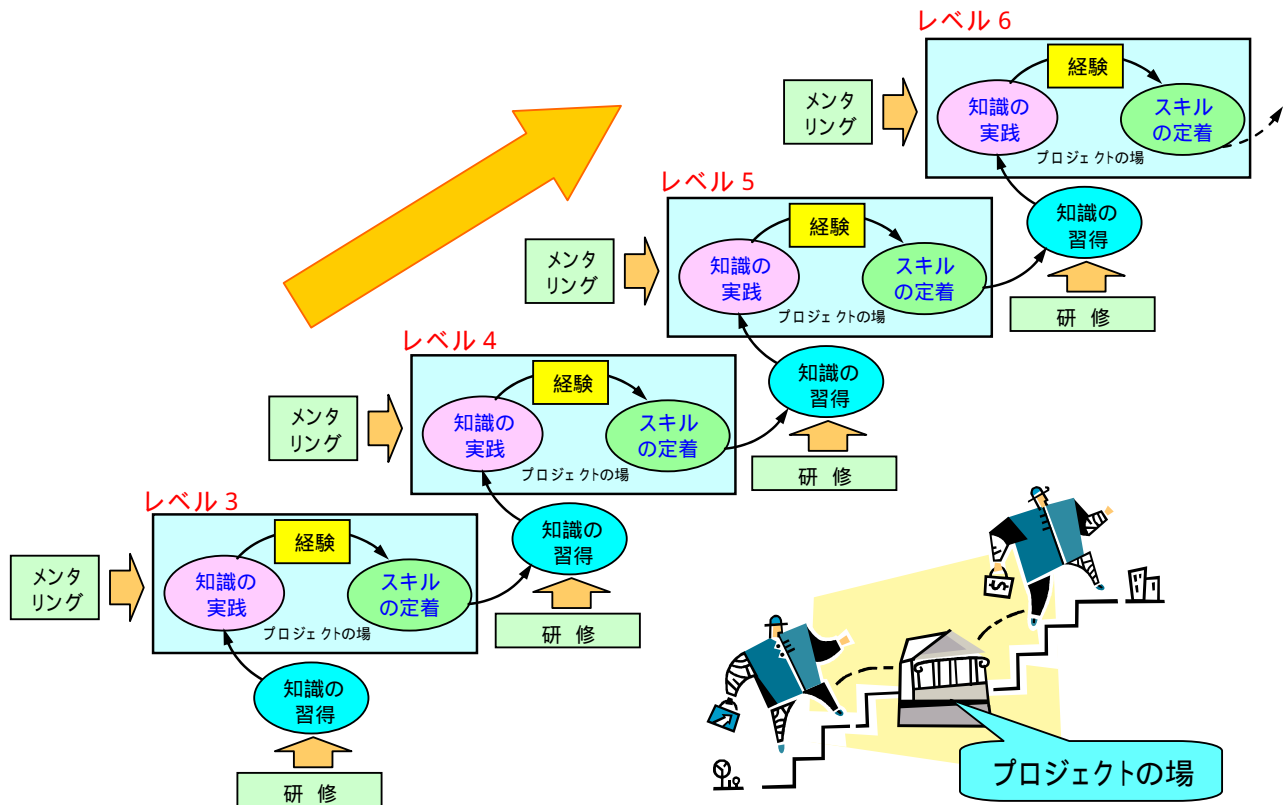 レベル6
経験
メンタ
リング
知識の
実践
スキル
の定着
プロジェクトの場
レベル5
知識の
習得
経験
メンタ
リング
知識の
実践
スキル
の定着
プロジェクトの場
研 修
レベル4
知識の
習得
経験
メンタ
リング
知識の
実践
スキル
の定着
プロジェクトの場
研 修
レベル3
知識の
習得
経験
メンタ
リング
知識の
実践
スキル
の定着
プロジェクトの場
研 修
知識の
習得
研 修
プロジェクトの場